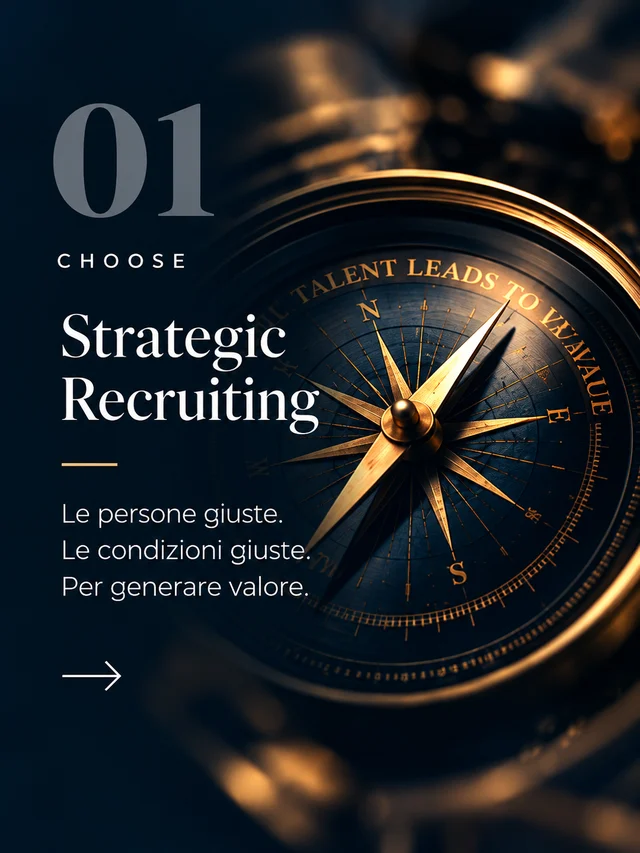 01
CHOOSE
Strategic
Recruiting
Le persone giuste.
Le condizioni giuste.
Per generare valore.
TALENT LEADS TO
N
E
S